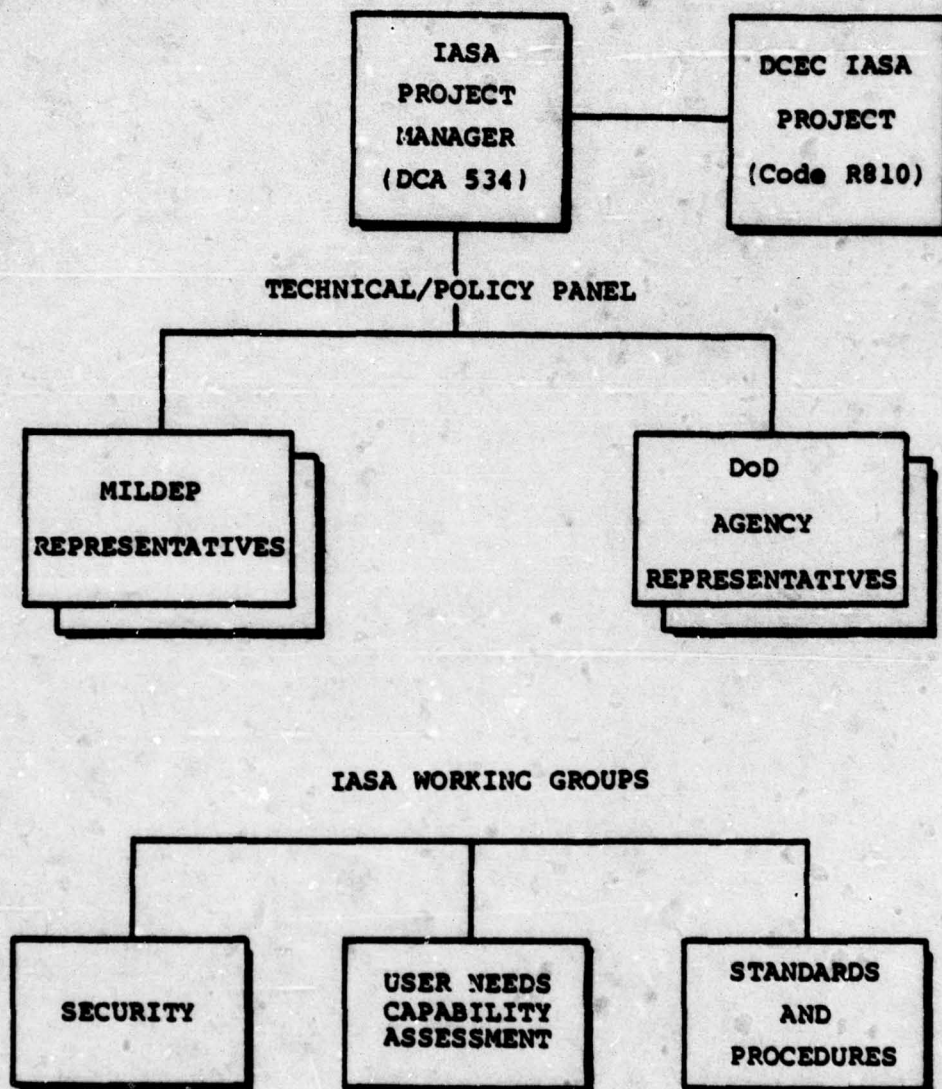 IASA
PROJECT
MANAGER
(DCA 534)
DCEC IASA
PROJECT
(Code R810)
TECHNICAL/POLICY PANEL
MILDEP
REPRESENTATIVES
DoD
AGENCY
REPRESENTATIVES
IASA WORKING GROUPS
SECURITY
USER NEEDS
CAPABILITY
ASSESSMENT
STANDARDS
AND
PROCEDURES